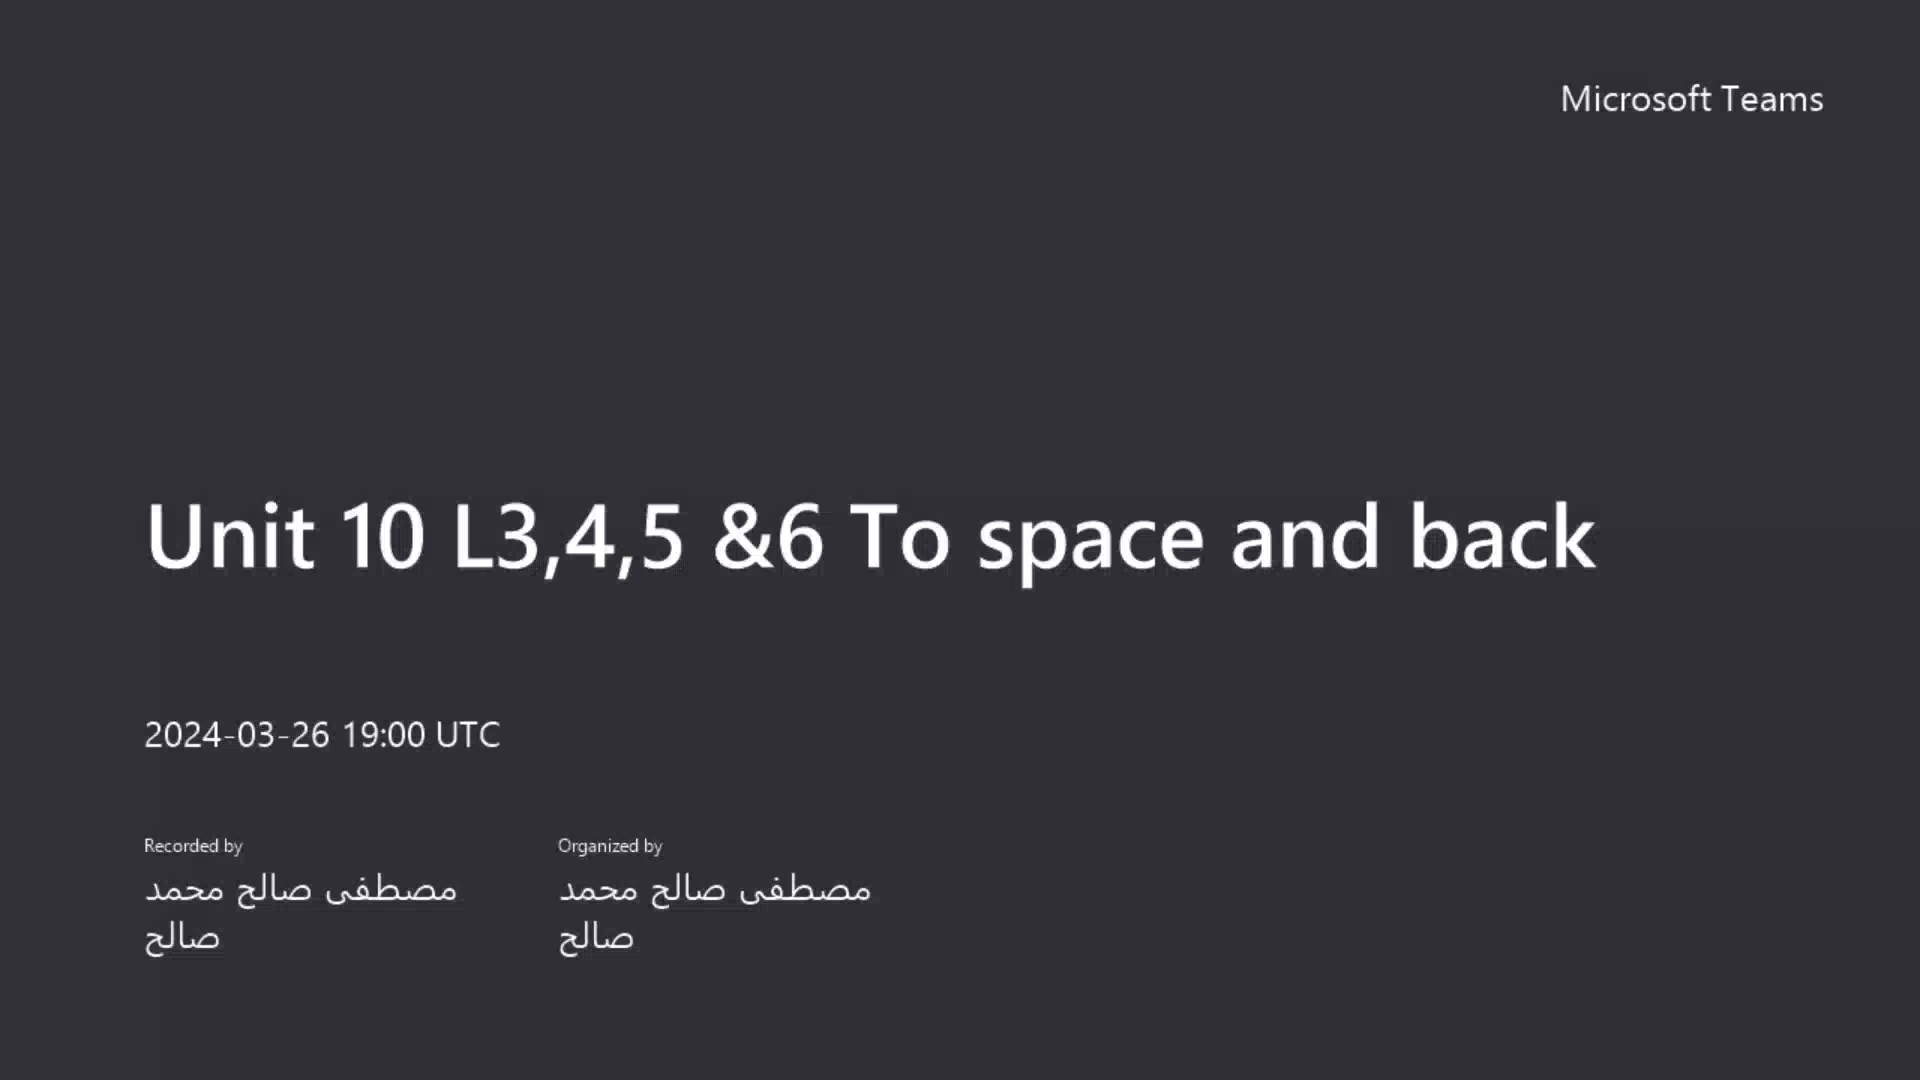 Microsoft Teams
Unit 10 L3,4,5 &6 To space and back
2024-03-26 19:00 UTC
Recorded by
مصطفى صالح محمد
صالح
Organized by
مصطفى صالح محمد
صالح